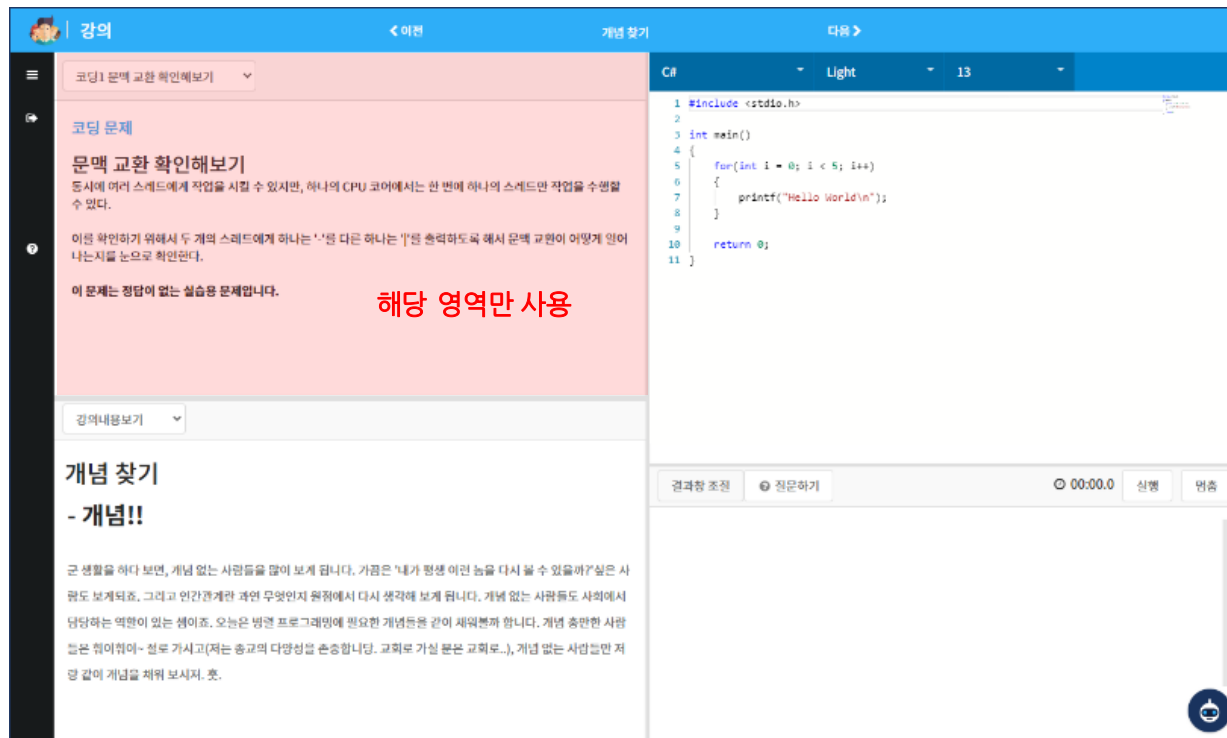 강의
이전
개념 찾기
다음
코딩1 문맥 교환 확인해보기
코딩 문제
문맥 교환 확인해보기
동시에 여러 스레드에게 작업을 시킬 수 있지만, 하나의 CPU 코어에서는 한 번에 하나의 스레드만 작업을 수행할
수 있다.
이를 확인하기 위해서 두 개의 스레드에게 하나는 '-'를 다른 하나는 '|'를 출력하도록 해서 문맥 교환이 어떻게 일어
나는지를 눈으로 확인한다.
이 문제는 정답이 없는 실습용 문제입니다.
해당 영역만 사용
강의내용보기
개념 찾기
- 개념!!
군 생활을 하다 보면, 개념 없는 사람들을 많이 보게 됩니다. 가끔은 '내가 평생 이런 놈을 다시 볼 수 있을까?'싶은 사
람도 보게되죠. 그리고 인간관계란 과연 무엇인지 원점에서 다시 생각해 보게 됩니다. 개념 없는 사람들도 사회에서
담당하는 역할이 있는 셈이죠. 오늘은 병렬 프로그래밍에 필요한 개념들을 같이 채워볼까 합니다. 개념 충만한 사람
들은 훠이훠이~ 절로 가시고(저는 종교의 다양성을 존중합니딩. 교회로 가실 분은 교회로..), 개념 없는 사람들만 저
랑 같이 개념을 채워 보시져. 훗.
C#
Light
13
1 #include <stdio.h>
2
3 int main()
4 {
5 for(int i = 0; i < 5; i++)
6 {
7 printf("Hello World\n");
8 }
9
10 return 0;
11 }
결과창 조절
질문하기
00:00.0
실행
멈춤